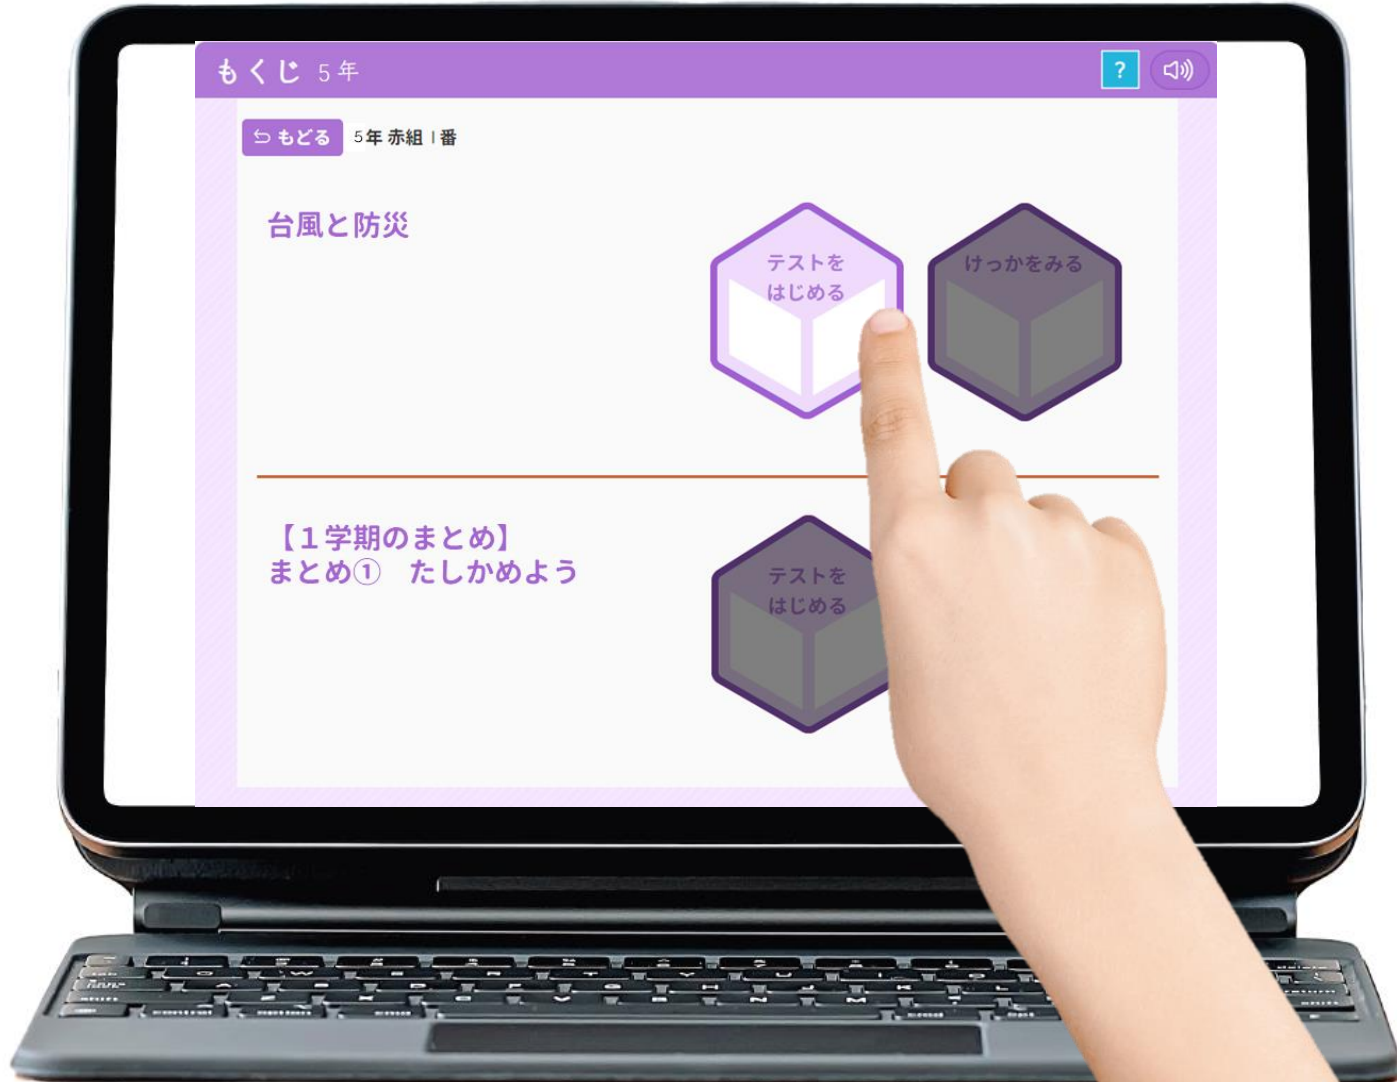 もくじ 5年
?
もどる 5年 赤組 1番
台風と防災
テストを
はじめる
けっかをみる
【1学期のまとめ】
まとめ① たしかめよう
テストを
はじめる